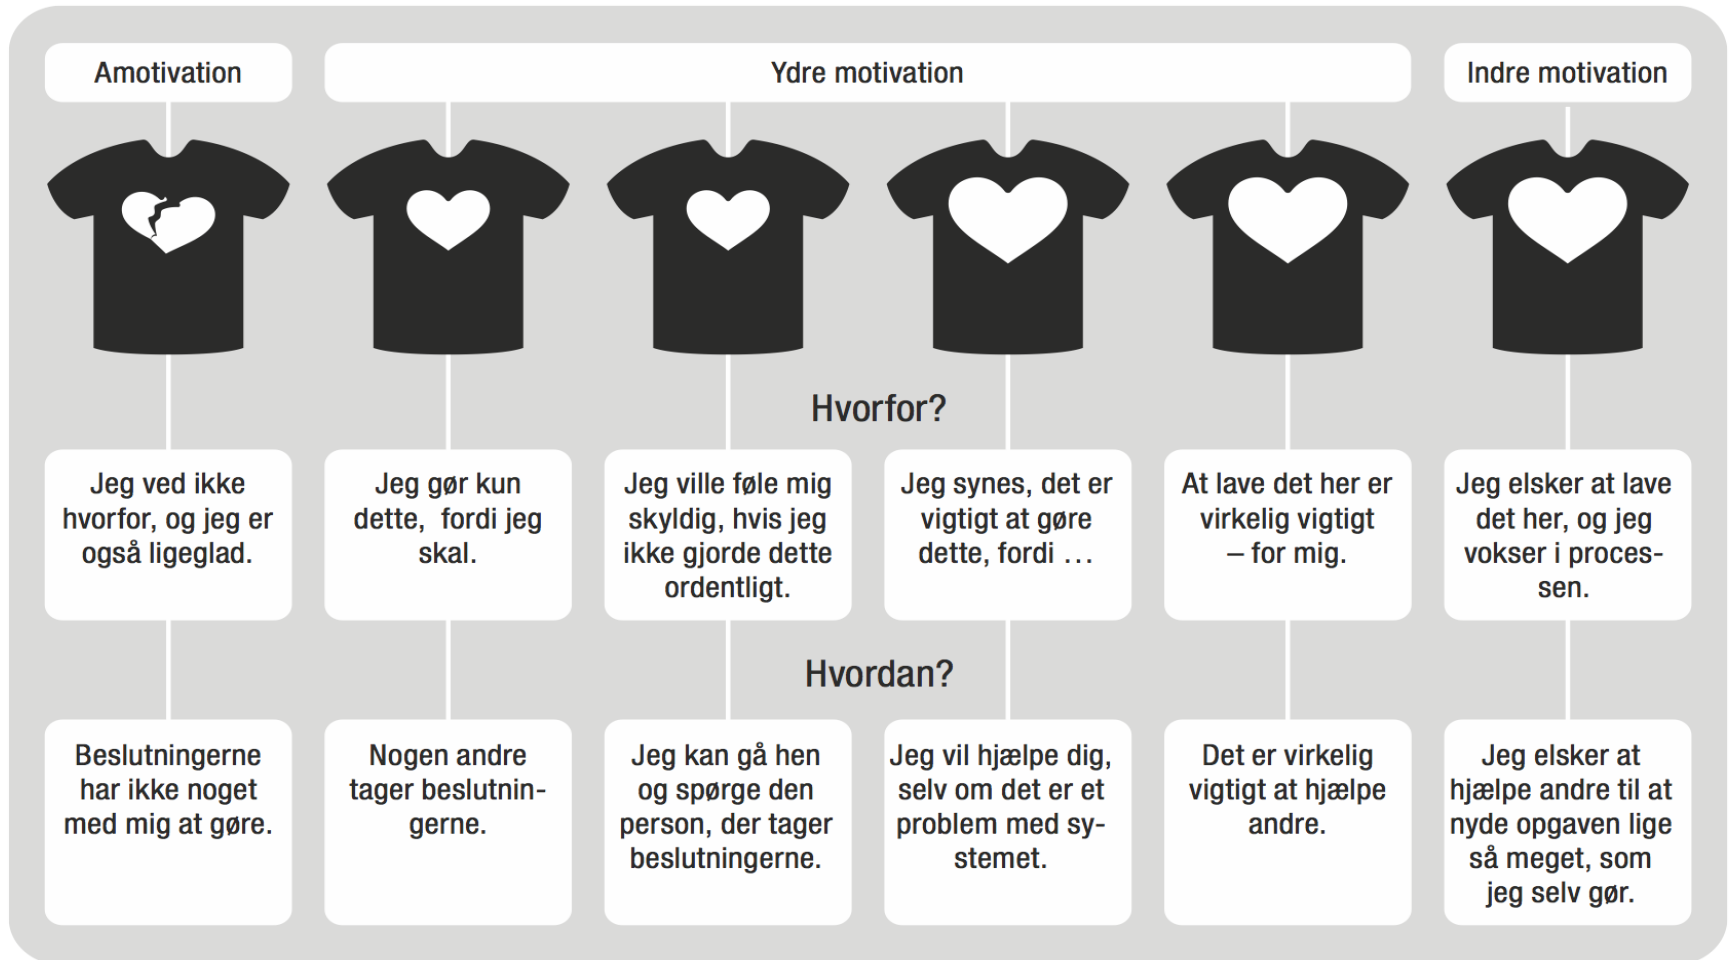 Amotivation
Ydre motivation
Indre motivation
Hvorfor?
Jeg ved ikke
hvorfor, og jeg er
også ligeglad.
Jeg gør kun
dette, fordi jeg
skal.
Jeg ville føle mig
skyldig, hvis jeg
ikke gjorde dette
ordentligt.
Jeg synes, det er
vigtigt at gøre
dette, fordi …
At lave det her er
virkelig vigtigt
– for mig.
Jeg elsker at lave
det her, og jeg
vokser i proces-
sen.
Hvordan?
Beslutningerne
har ikke noget
med mig at gøre.
Nogen andre
tager beslutnin-
gerne.
Jeg kan gå hen
og spørge den
person, der tager
beslutningerne.
Jeg vil hjælpe dig,
selv om det er et
problem med sy-
stemet.
Det er virkelig
vigtigt at hjælpe
andre.
Jeg elsker at
hjælpe andre til at
nyde opgaven lige
så meget, som
jeg selv gør.